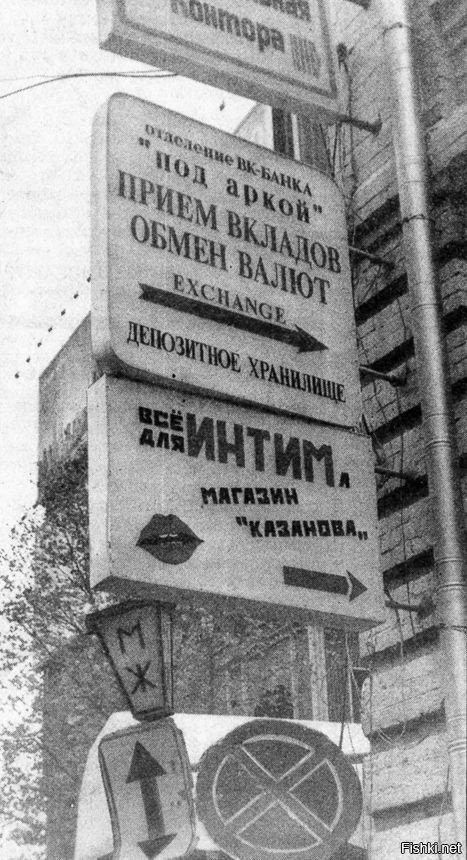 Контора
отделение ВК-БАНКА
"под аркой"
ПРИЕМ ВКЛАДОВ
ОБМЕН ВАЛЮТ
EXCHANGE
ДЕПОЗИТНОЕ ХРАНИЛИЩЕ
ВСЁ
ДЛЯ ИНТИМА
МАГАЗИН
"КАЗАНОВА"
М
Ж
Fishki.net